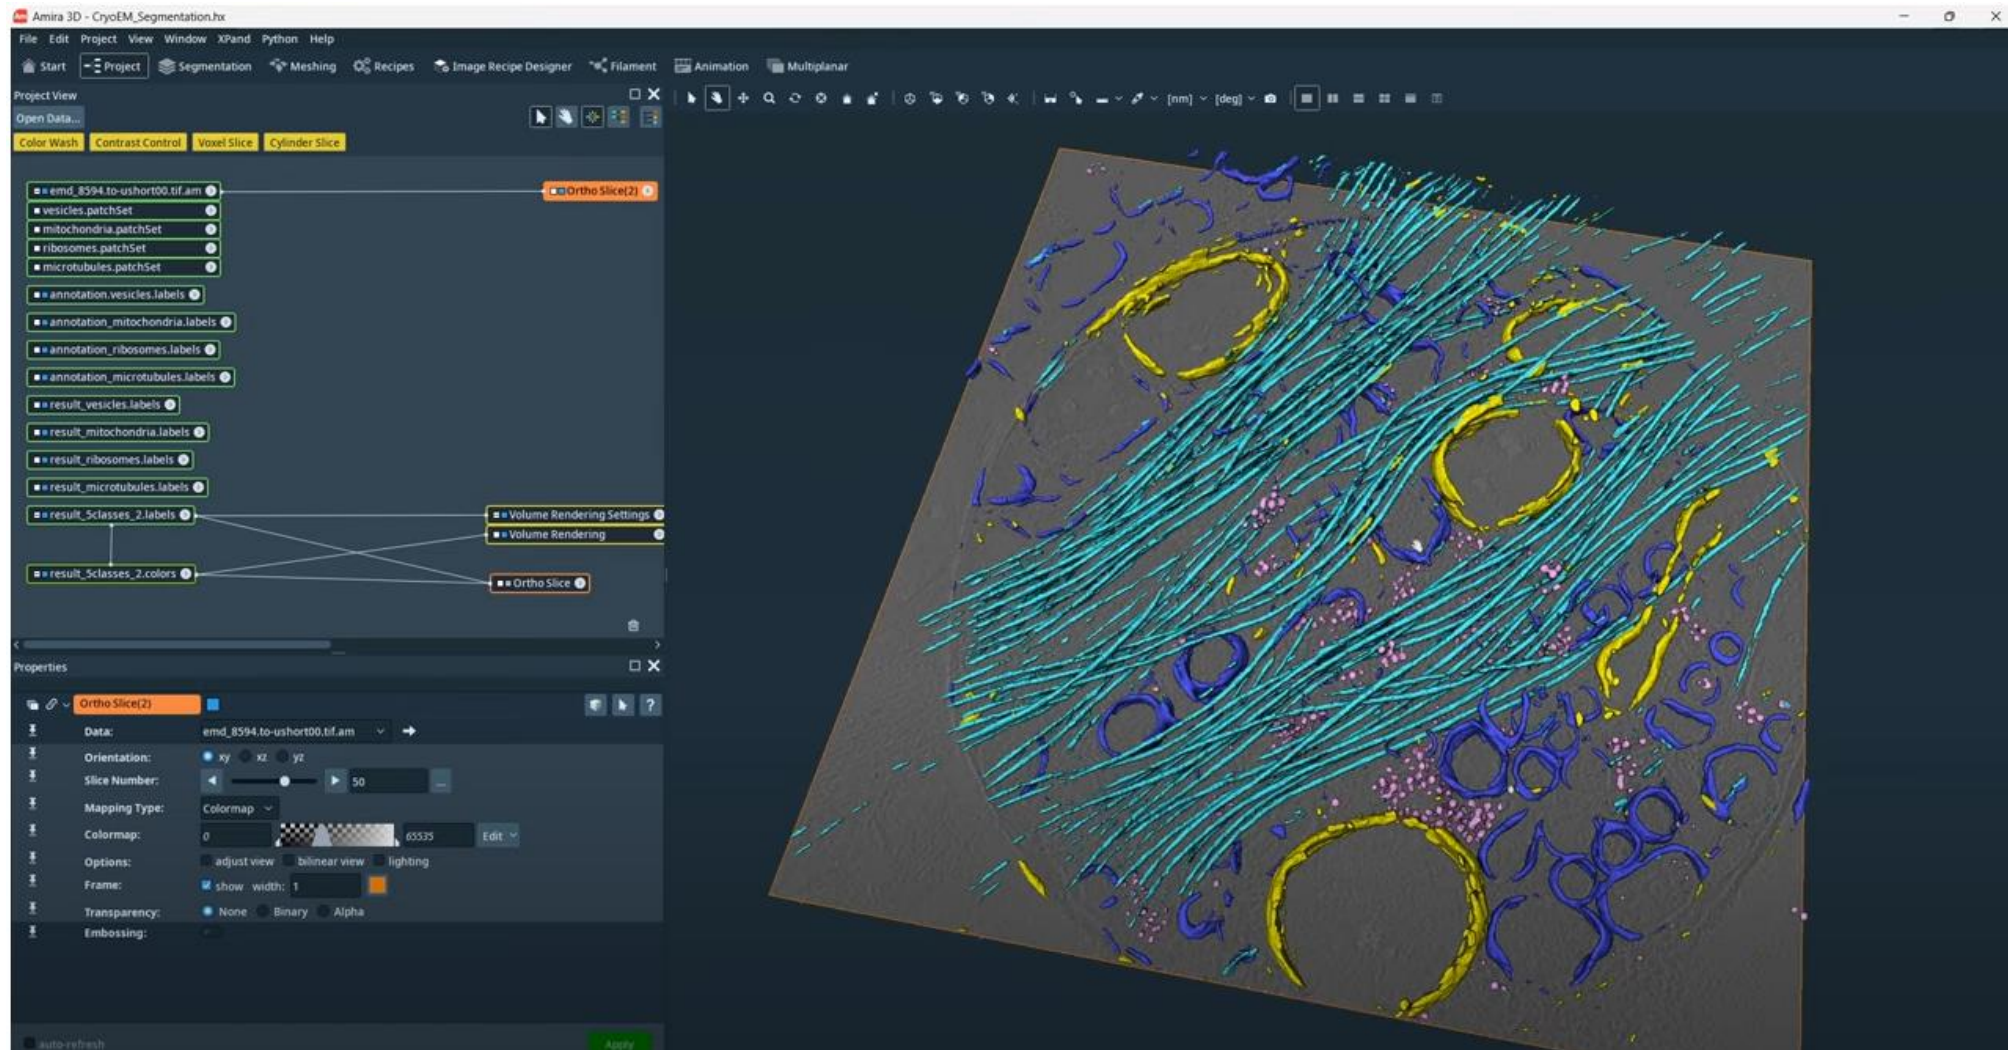 Amira 3D - CryoEM_Segmentation.hx
File Edit Project View Window XPand Python Help
Start Project Segmentation Meshing Recipes Image Recipe Designer Filament Animation Multiplanar
Project View
[nm] [deg]
Open Data...
Color Wash Contrast Control Voxel Slice Cylinder Slice
emd_8594.to-ushort00.tif.am Ortho Slice(2)
vesicles.patchSet
mitochondria.patchSet
ribosomes.patchSet
microtubules.patchSet
annotation.vesicles.labels
annotation_mitochondria.labels
annotation_ribosomes.labels
annotation_microtubules.labels
result_vesicles.labels
result_mitochondria.labels
result_ribosomes.labels
result_microtubules.labels
result_5classes_2.labels Volume Rendering Settings
Volume Rendering
result_5classes_2.colors Ortho Slice
Properties
Ortho Slice(2) ?
Data: emd_8594.to-ushort00.tif.am
Orientation: xy xz yz
Slice Number: 50 ...
Mapping Type: Colormap
Colormap: 0 65535 Edit
Options: adjust view bilinear view lighting
Frame: show width: 1
Transparency: None Binary Alpha
Embossing:
auto-refresh Apply